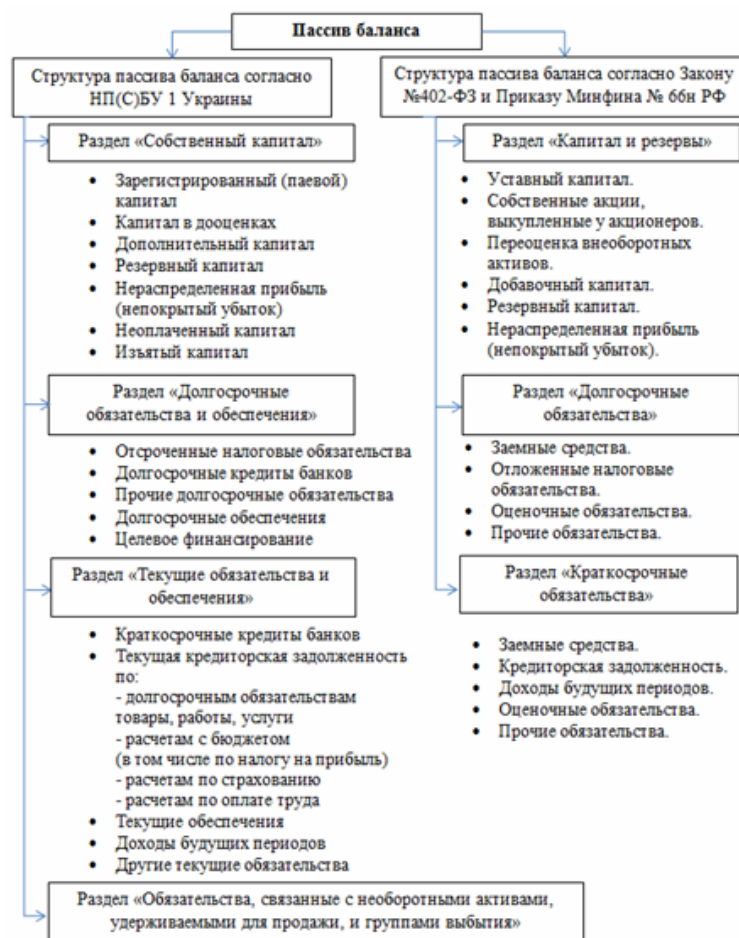 Пассив баланса
Структура пассива баланса согласно
НП(С)БУ 1 Украины
Раздел «Собственный капитал»
• Зарегистрированный (паевой)
капитал
• Капитал в дооценках
• Дополнительный капитал
• Резервный капитал
• Нераспределенная прибыль
(непокрытый убыток)
• Неоплаченный капитал
• Изъятый капитал
Раздел «Долгосрочные
обязательства и обеспечения»
• Отсроченные налоговые обязательства
• Долгосрочные кредиты банков
• Прочие долгосрочные обязательства
• Долгосрочные обеспечения
• Целевое финансирование
Раздел «Текущие обязательства и
обеспечения»
• Краткосрочные кредиты банков
• Текущая кредиторская задолженность
по:
- долгосрочным обязательствам
товары, работы, услуги
- расчетам с бюджетом
(в том числе по налогу на прибыль)
- расчетам по страхованию
- расчетам по оплате труда
• Текущие обеспечения
• Доходы будущих периодов
• Другие текущие обязательства
Раздел «Обязательства, связанные с необоротными активами,
удерживаемыми для продажи, и группами выбытия»
Структура пассива баланса согласно Закону
№402-ФЗ и Приказу Минфина № 66н РФ
Раздел «Капитал и резервы»
• Уставный капитал.
• Собственные акции,
выкупленные у акционеров.
• Переоценка внеоборотных
активов.
• Добавочный капитал.
• Резервный капитал.
• Нераспределенная прибыль
(непокрытый убыток).
Раздел «Долгосрочные
обязательства»
• Заемные средства.
• Отложенные налоговые
обязательства.
• Оценочные обязательства.
• Прочие обязательства.
Раздел «Краткосрочные
обязательства»
• Заемные средства.
• Кредиторская задолженность.
• Доходы будущих периодов.
• Оценочные обязательства.
• Прочие обязательства.